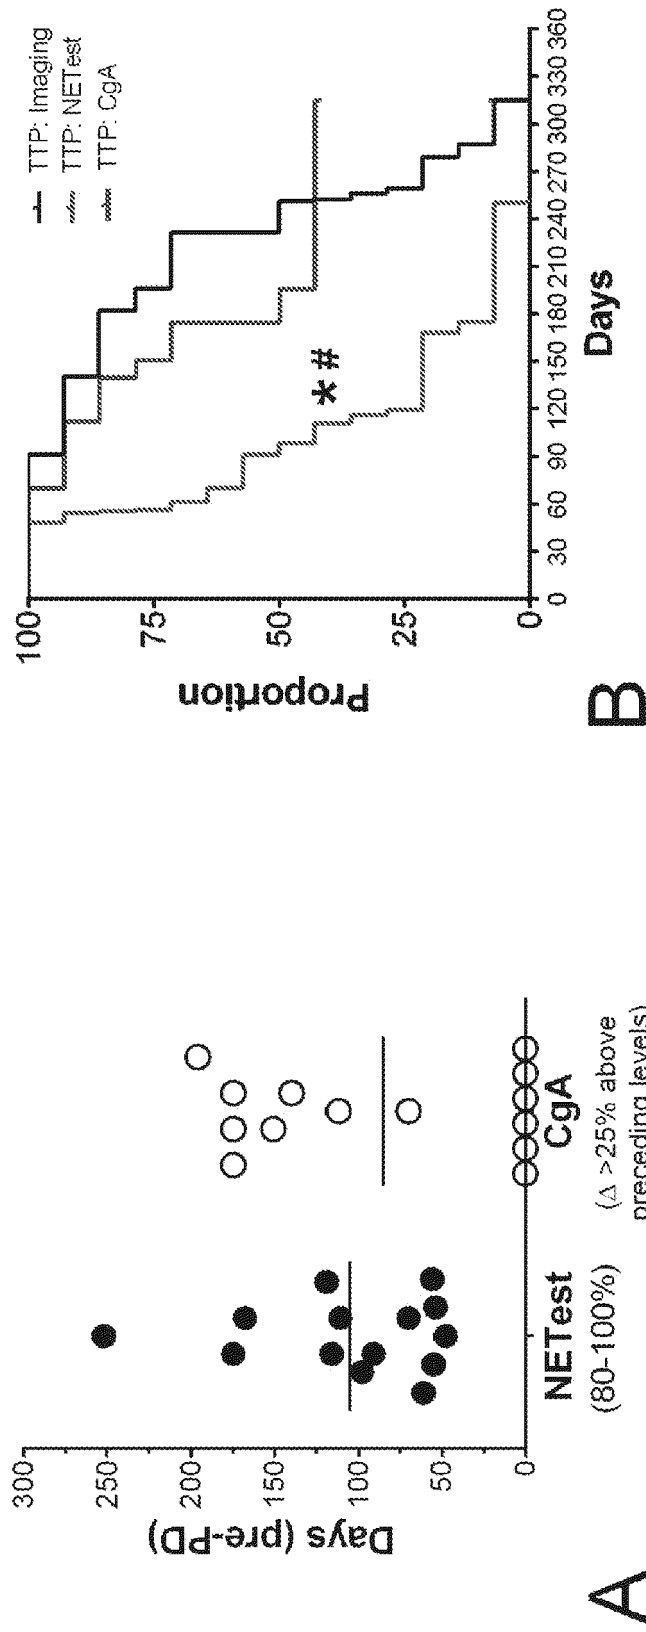 A
Days (pre-PD)
300
250
200
150
100
50
0
NETest
(80-100%)
CgA
(Δ >25% above
preceding levels)
B
Proportion
100
75
50
25
0
TTP: Imaging
TTP: NETest
TTP: CgA
*#
0 30 60 90 120 150 180 210 240 270 300 330 360
Days